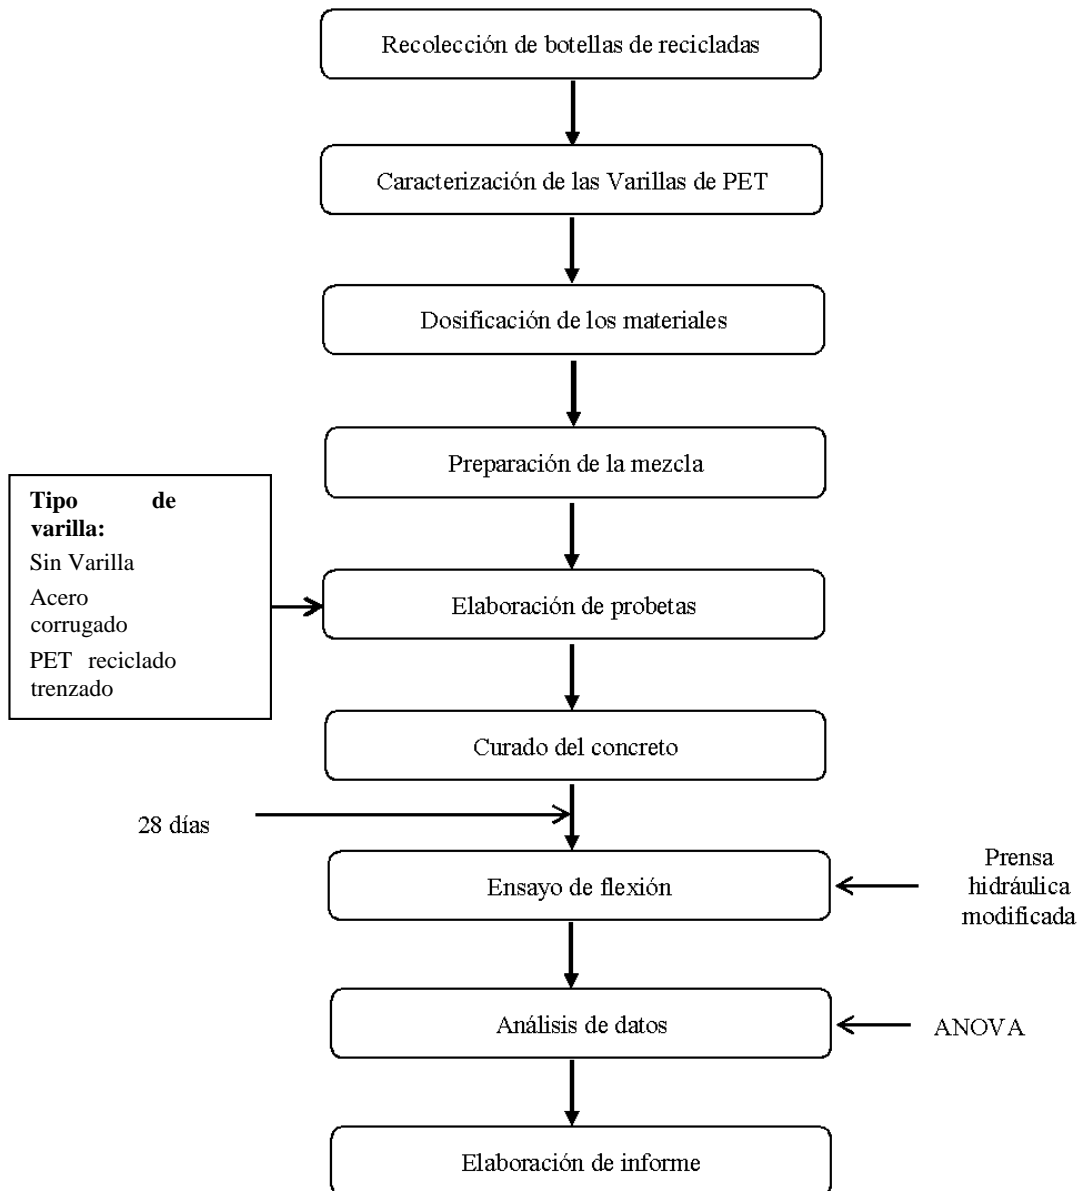 Recolección de botellas de recicladas
Caracterización de las Varillas de PET
Dosificación de los materiales
Preparación de la mezcla
Tipo de
varilla:
Sin Varilla
Acero
corrugado
PET reciclado
trenzado
Elaboración de probetas
Curado del concreto
28 días
Ensayo de flexión
Prensa
hidráulica
modificada
Análisis de datos
ANOVA
Elaboración de informe